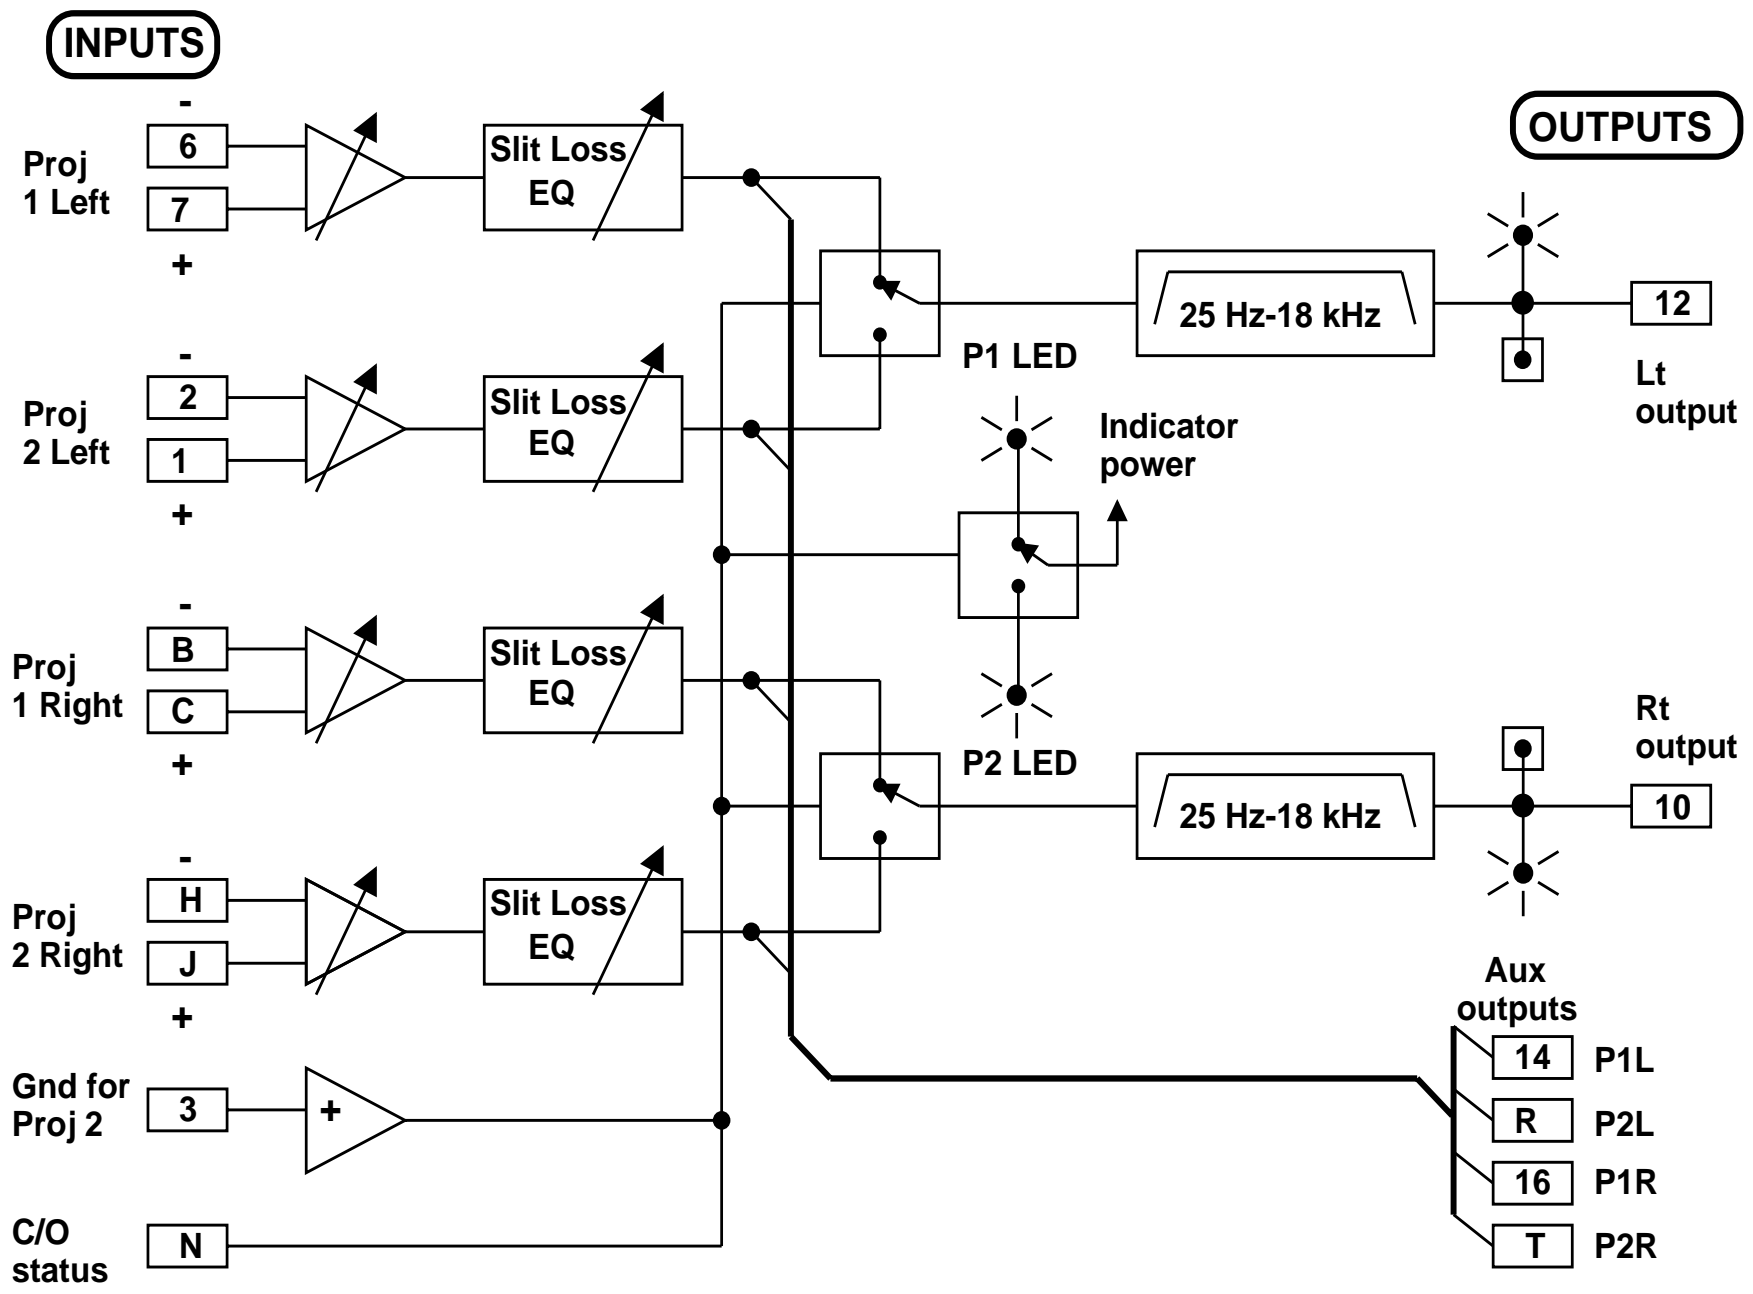 INPUTS
OUTPUTS
-
6
Proj
1 Left
7
+
Slit Loss
EQ
-
2
Proj
2 Left
1
+
Slit Loss
EQ
-
B
Proj
1 Right
C
+
Slit Loss
EQ
-
H
Proj
2 Right
J
+
Slit Loss
EQ
Gnd for
Proj 2
3
+
C/O
status
N
25 Hz-18 kHz
12
Lt
output
P1 LED
Indicator
power
P2 LED
25 Hz-18 kHz
Rt
output
10
Aux
outputs
14 P1L
R P2L
16 P1R
T P2R